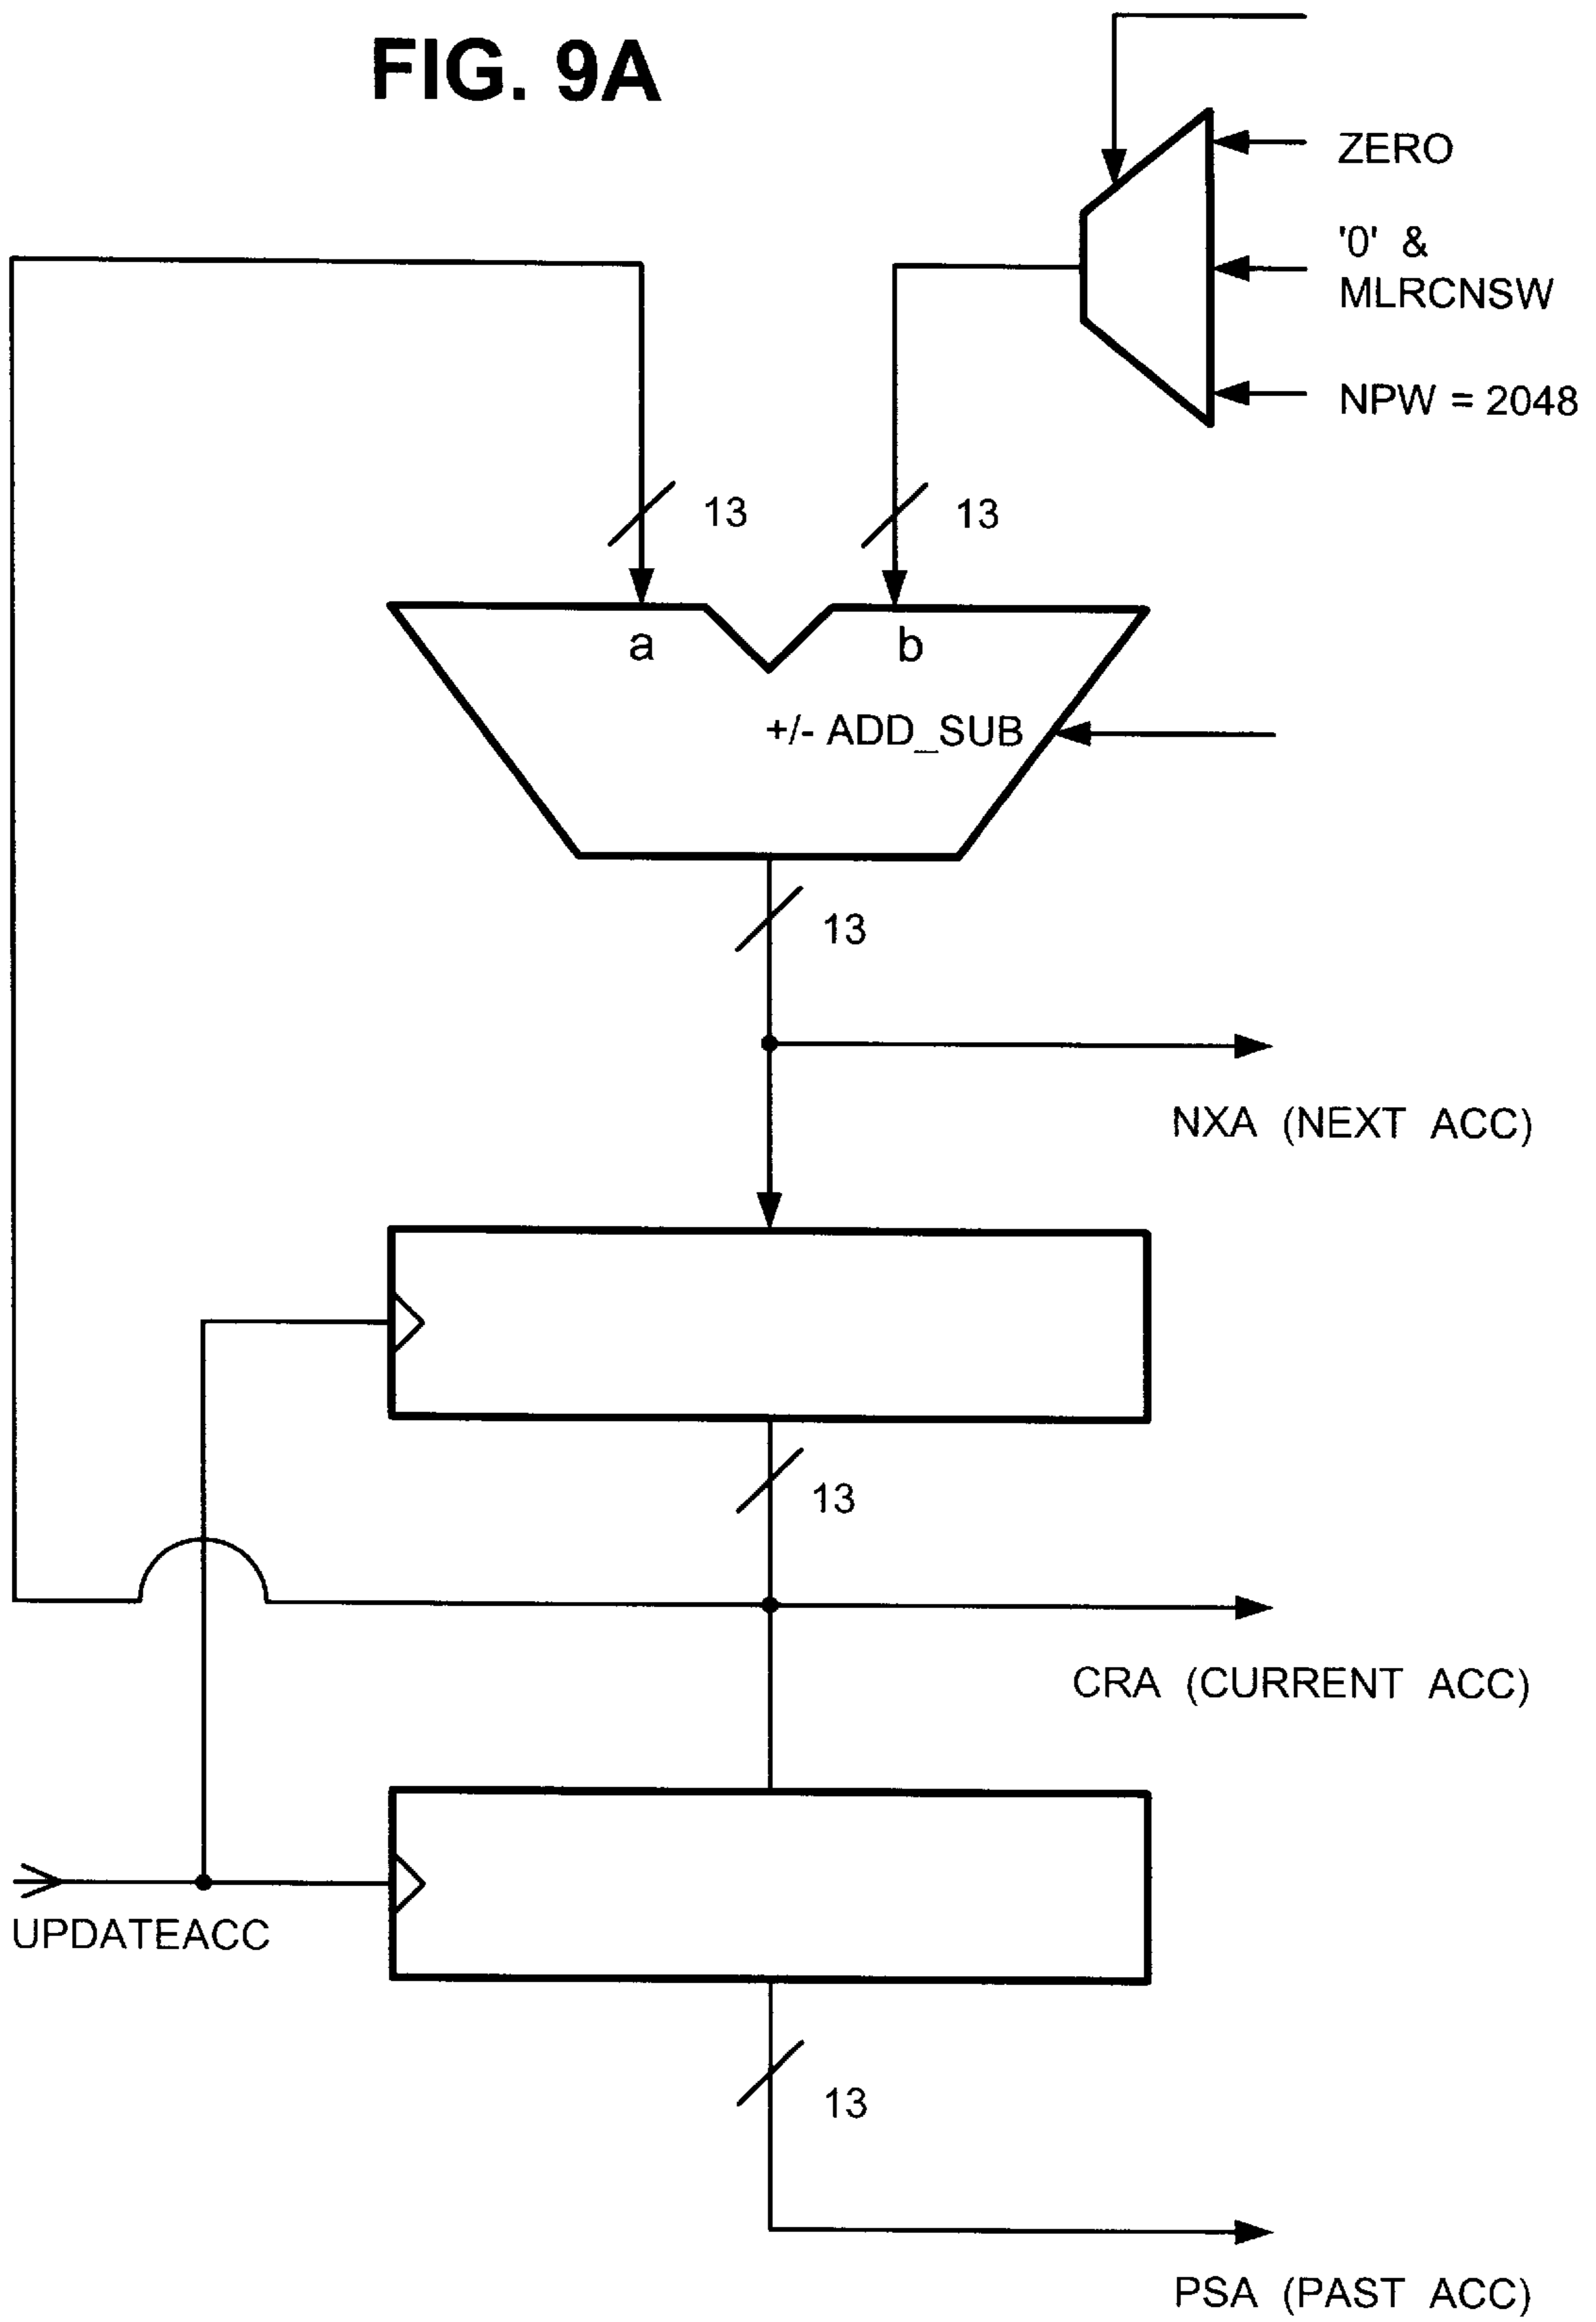 FIG. 9A
ZERO
'0' &
MLRCNSW
NPW = 2048
13
13
a
b
+/- ADD_SUB
13
NXA (NEXT ACC)
13
CRA (CURRENT ACC)
UPDATEACC
13
PSA (PAST ACC)